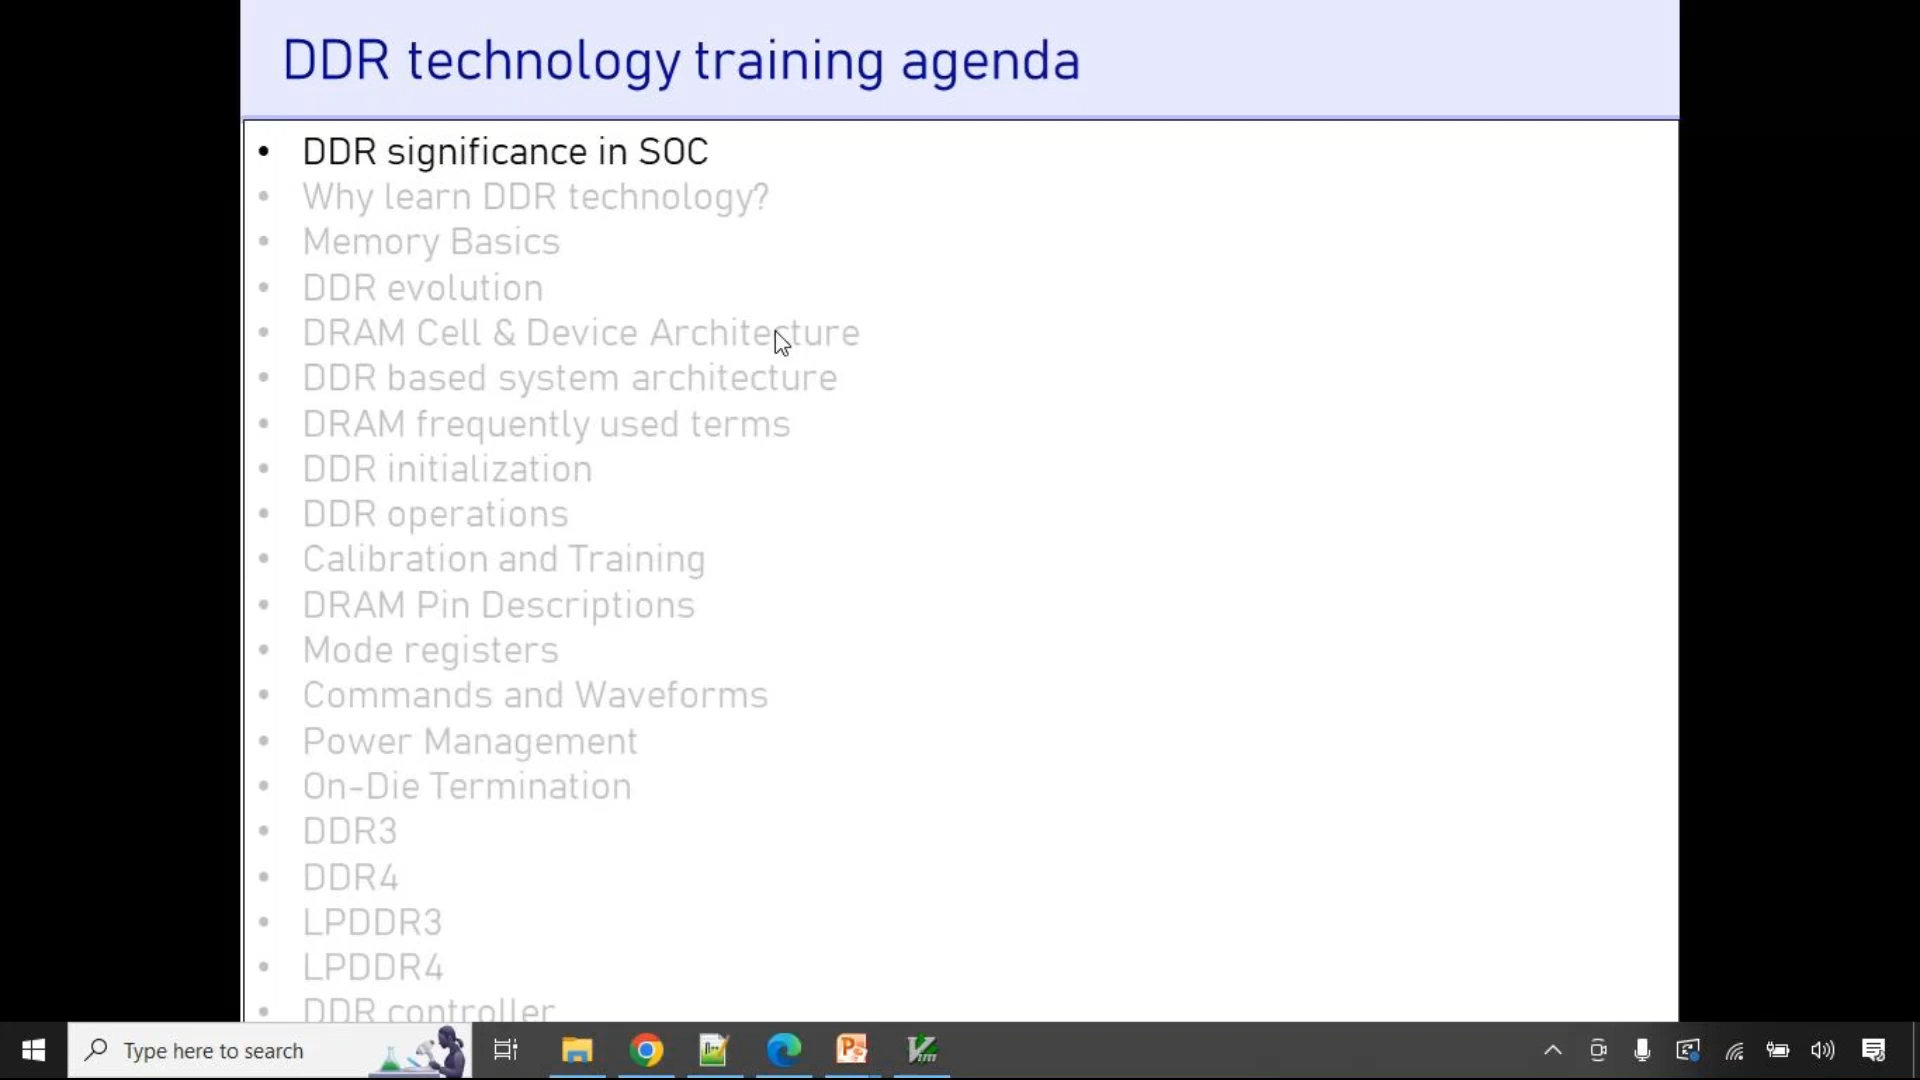 DDR technology training agenda
• DDR significance in SOC
• Why learn DDR technology?
• Memory Basics
• DDR evolution
• DRAM Cell & Device Architecture
• DDR based system architecture
• DRAM frequently used terms
• DDR initialization
• DDR operations
• Calibration and Training
• DRAM Pin Descriptions
• Mode registers
• Commands and Waveforms
• Power Management
• On-Die Termination
• DDR3
• DDR4
• LPDDR3
• LPDDR4
• DDR controller
Type here to search